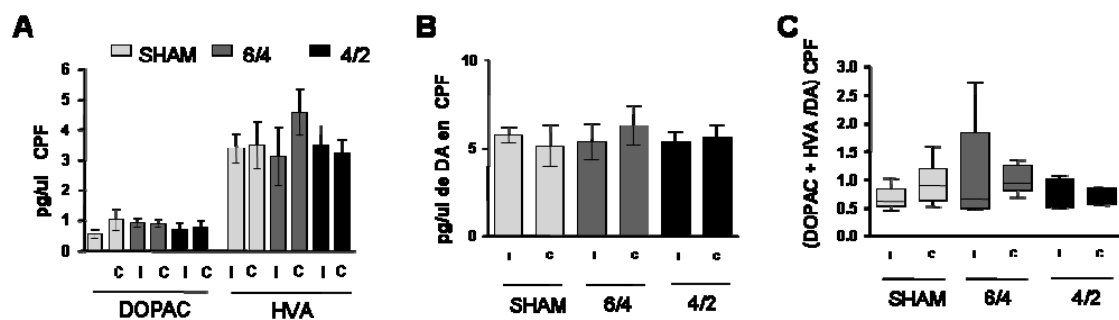 A
SHAM 6/4 4/2
pg/ul CPF
6
5
4
3
2
1
0
C I C I C I C I C I C
DOPAC HVA
B
pg/ul de DA en CPF
10
5
0
I C I C I C
SHAM 6/4 4/2
C
(DOPAC + HVA /DA) CPF
3.0
2.5
2.0
1.5
1.0
0.5
0.0
I C I C I C
SHAM 6/4 4/2